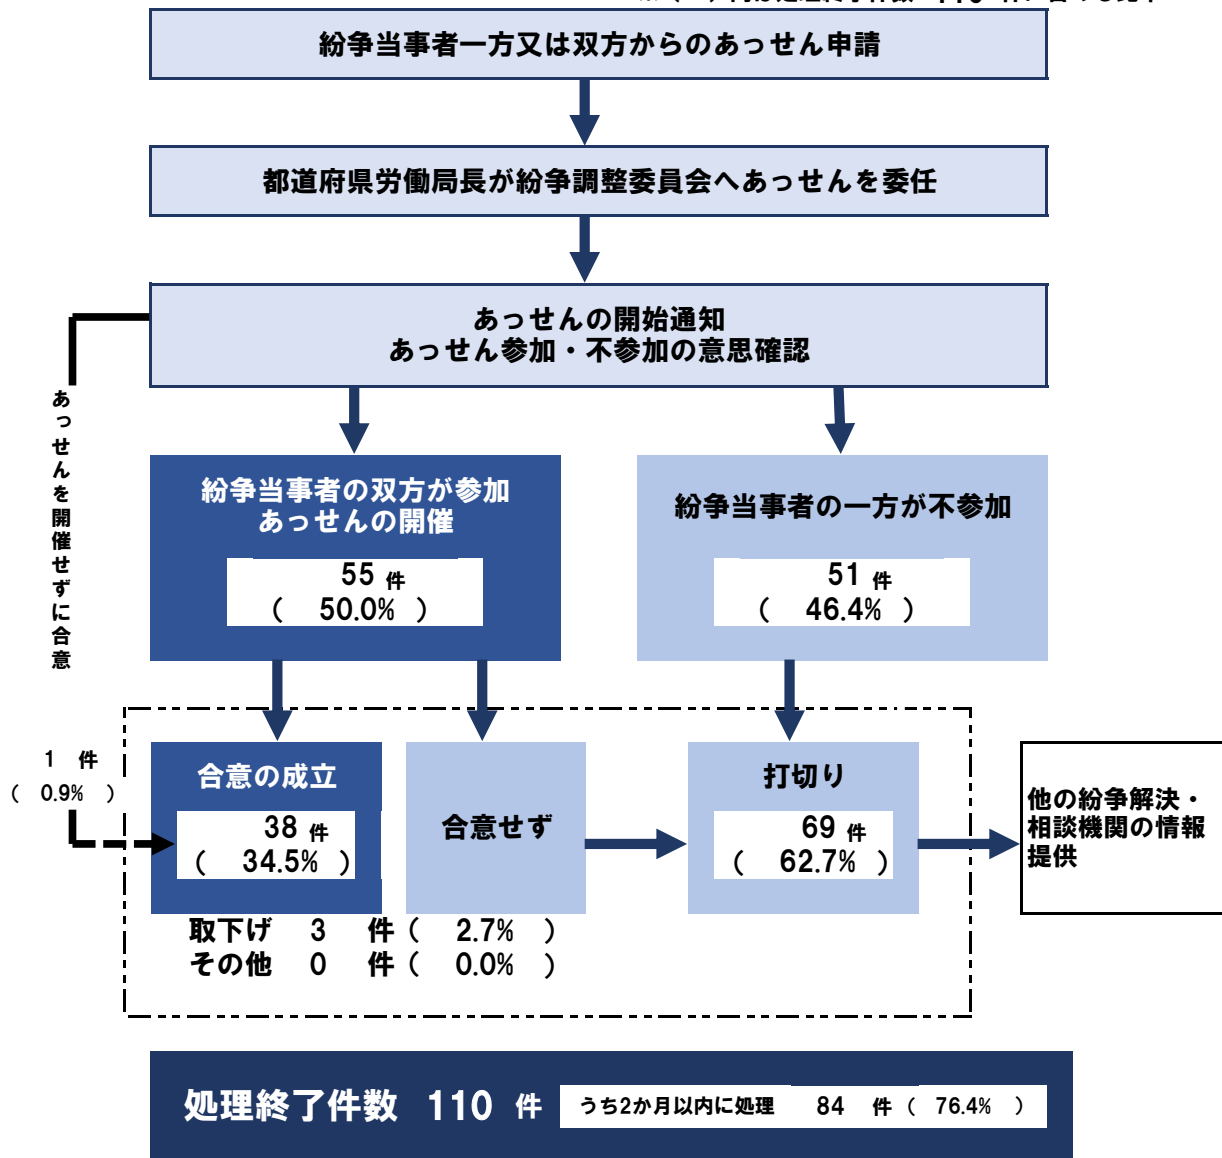 紛争当事者一方又は双方からのあっせん申請
都道府県労働局長が紛争調整委員会へあっせんを委任
あっせんの開始通知
あっせん参加・不参加の意思確認
あっせんを開催せずに合意
紛争当事者の双方が参加
あっせんの開催
55 件
( 50.0% )
紛争当事者の一方が不参加
51 件
( 46.4% )
1 件
( 0.9% )
合意の成立
38 件
( 34.5% )
合意せず
打切り
69 件
( 62.7% )
他の紛争解決・
相談機関の情報
提供
取下げ 3 件 ( 2.7% )
その他 0 件 ( 0.0% )
処理終了件数 110 件 うち2か月以内に処理 84 件 ( 76.4% )